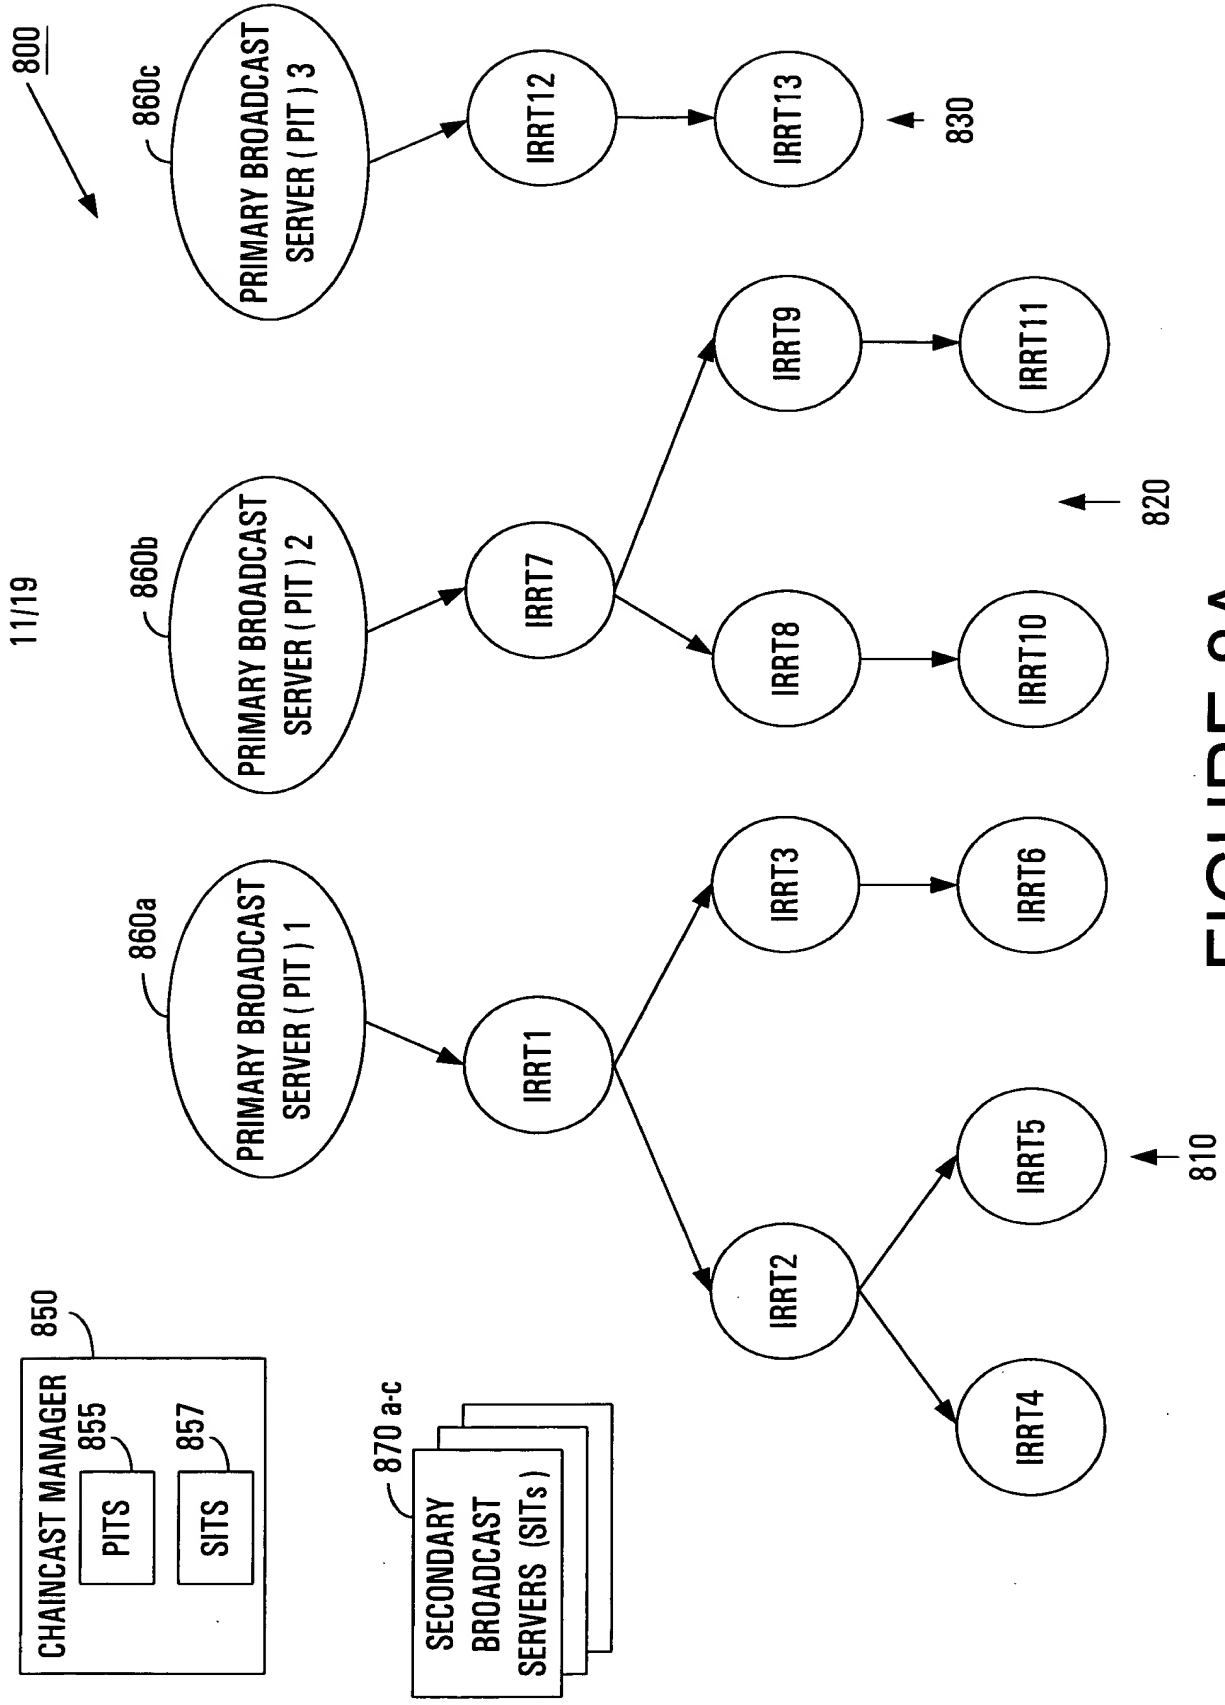 11/19
800
CHAINCAST MANAGER
850
PITS
855
SITS
857
SECONDARY
BROADCAST
SERVERS (SITs)
870 a-c
860a
PRIMARY BROADCAST
SERVER ( PIT ) 1
860b
PRIMARY BROADCAST
SERVER ( PIT ) 2
860c
PRIMARY BROADCAST
SERVER ( PIT ) 3
IRRT1
IRRT7
IRRT12
IRRT2
IRRT3
IRRT8
IRRT9
IRRT13
IRRT4
IRRT5
IRRT6
IRRT10
IRRT11
810
820
830